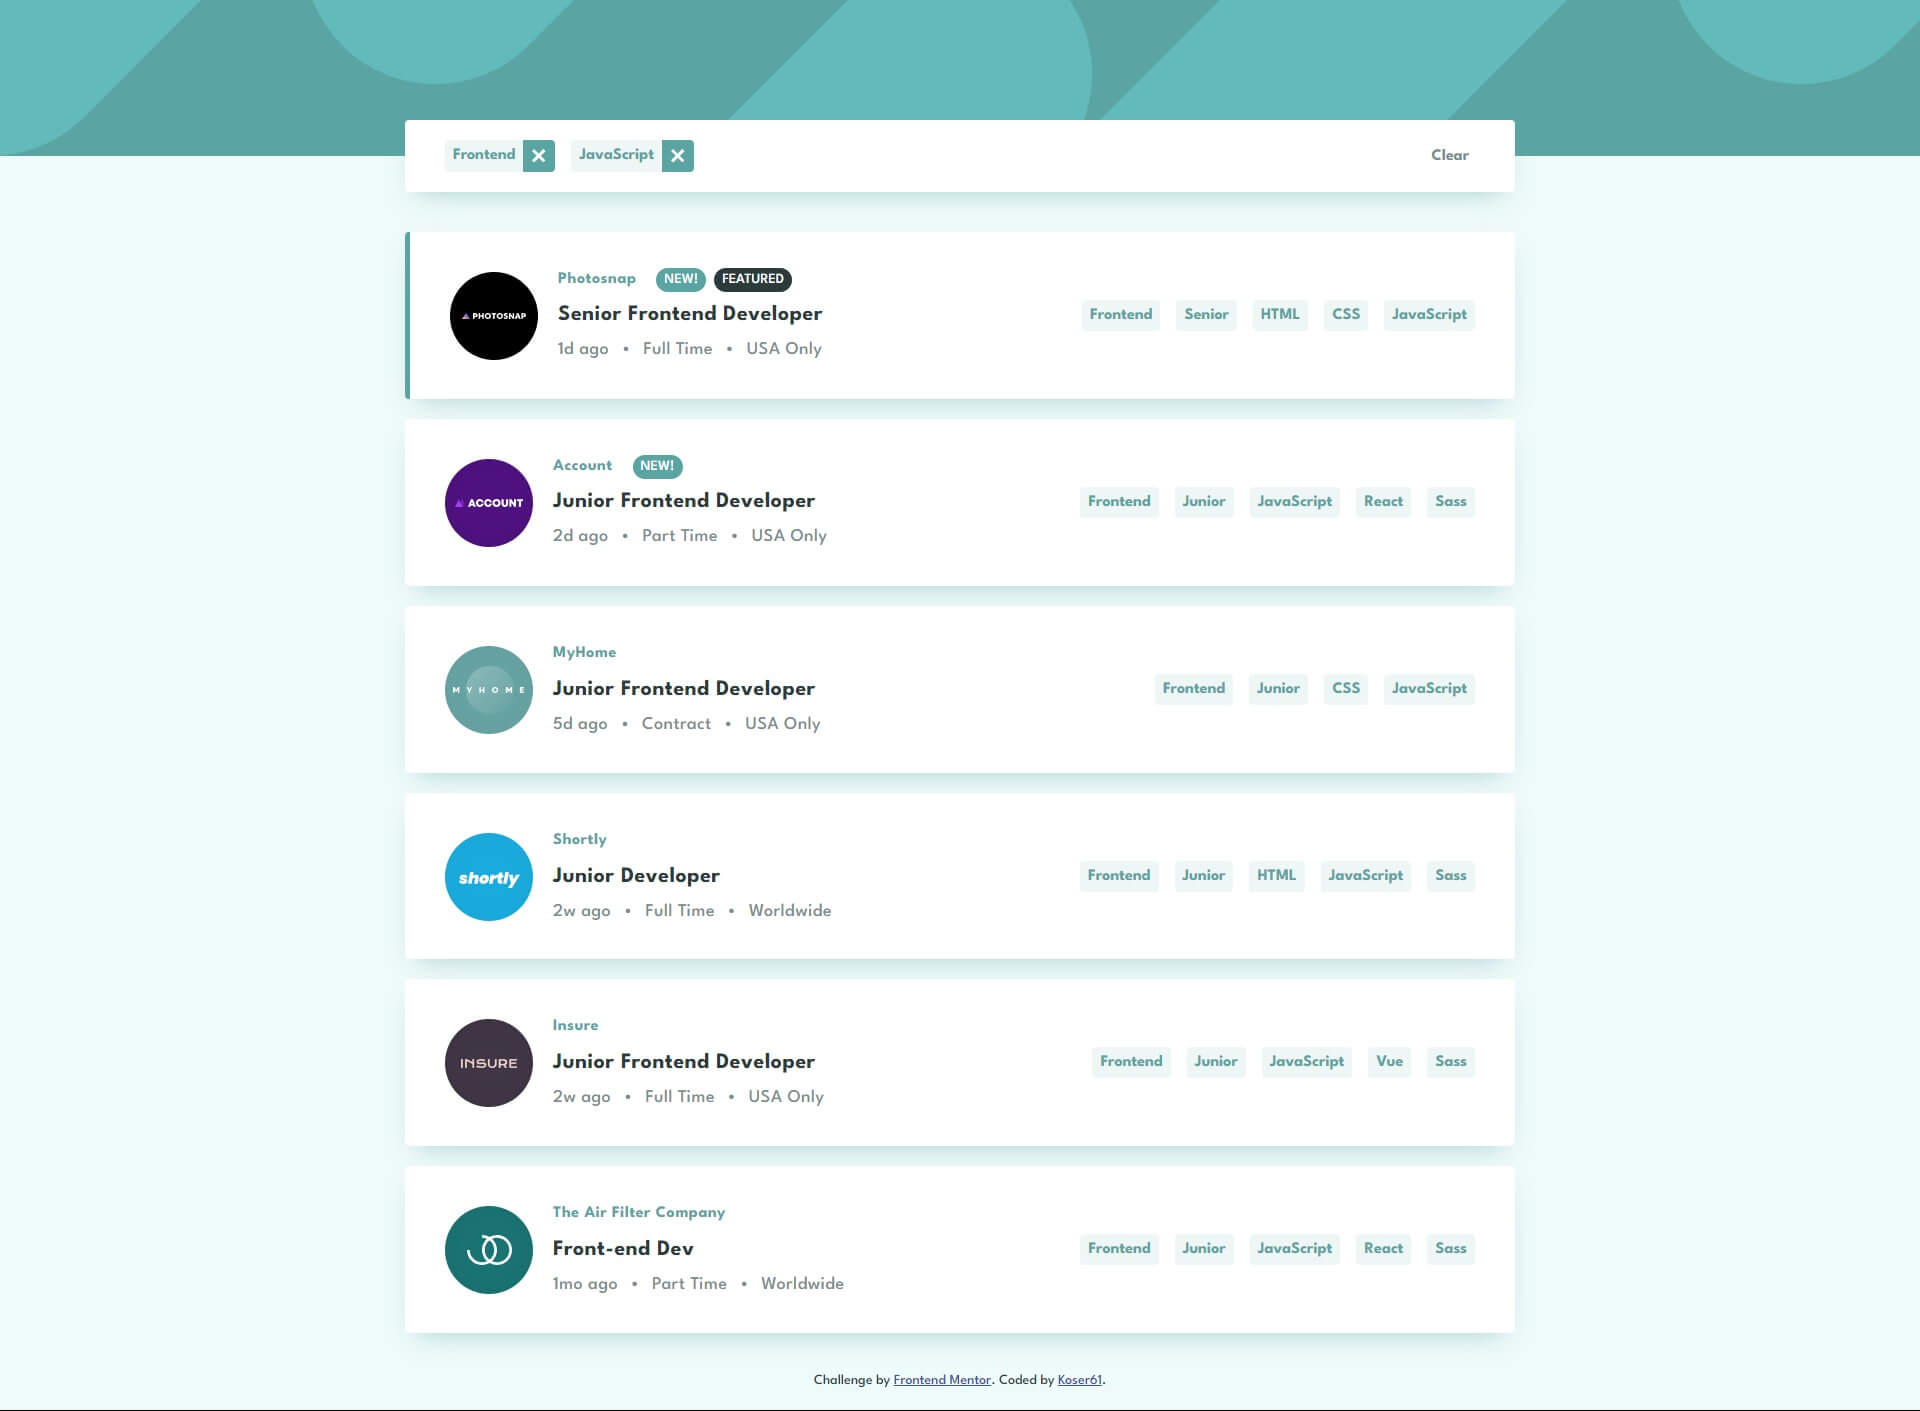 Frontend JavaScript Clear
PHOTOSNAP
Photosnap NEW! FEATURED
Senior Frontend Developer
1d ago • Full Time • USA Only
Frontend Senior HTML CSS JavaScript
ACCOUNT
Account NEW!
Junior Frontend Developer
2d ago • Part Time • USA Only
Frontend Junior JavaScript React Sass
MYHOME
MyHome
Junior Frontend Developer
5d ago • Contract • USA Only
Frontend Junior CSS JavaScript
shortly
Shortly
Junior Developer
2w ago • Full Time • Worldwide
Frontend Junior HTML JavaScript Sass
INSURE
Insure
Junior Frontend Developer
2w ago • Full Time • USA Only
Frontend Junior JavaScript Vue Sass
The Air Filter Company
Front-end Dev
1mo ago • Part Time • Worldwide
Frontend Junior JavaScript React Sass
Challenge by Frontend Mentor. Coded by Koser61.